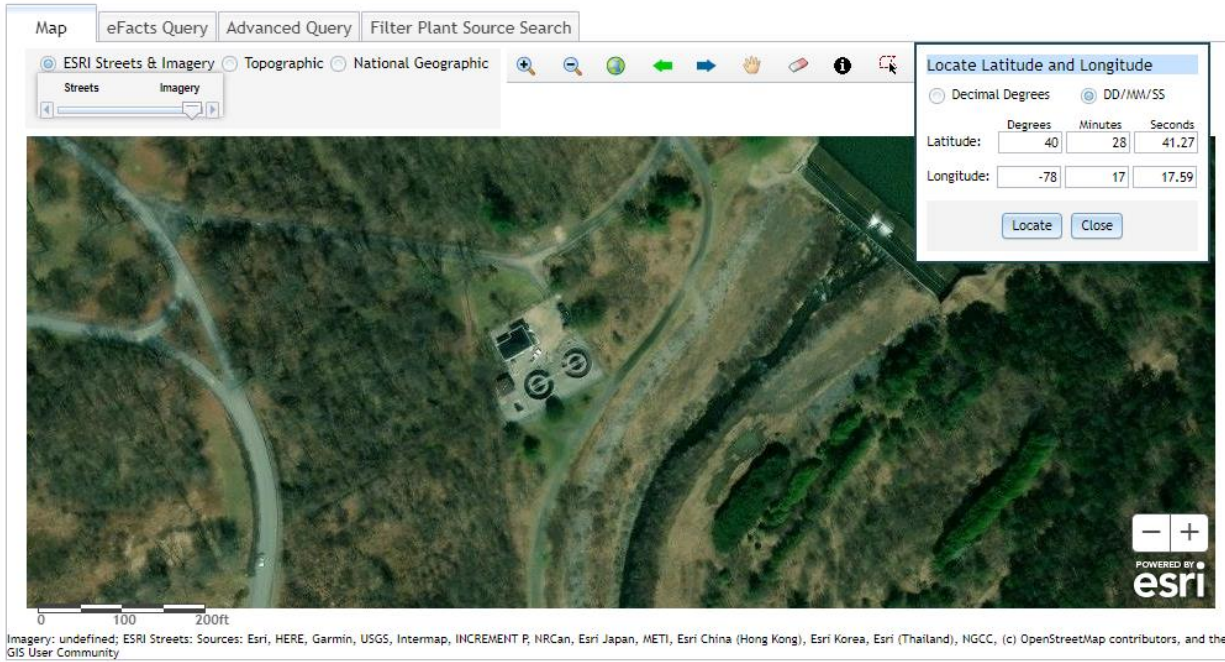 Map eFacts Query Advanced Query Filter Plant Source Search
ESRI Streets & Imagery Topographic National Geographic
Streets Imagery
Locate Latitude and Longitude
Decimal Degrees DD/MM/SS
Degrees Minutes Seconds
Latitude: 40 28 41.27
Longitude: -78 17 17.59
Locate Close
POWERED BY
esri
0 100 200ft
Imagery: undefined; ESRI Streets: Sources: Esri, HERE, Garmin, USGS, Intermap, INCREMENT P, NRCan, Esri Japan, METI, Esri China (Hong Kong), Esri Korea, Esri (Thailand), NGCC, (c) OpenStreetMap contributors, and the
GIS User Community